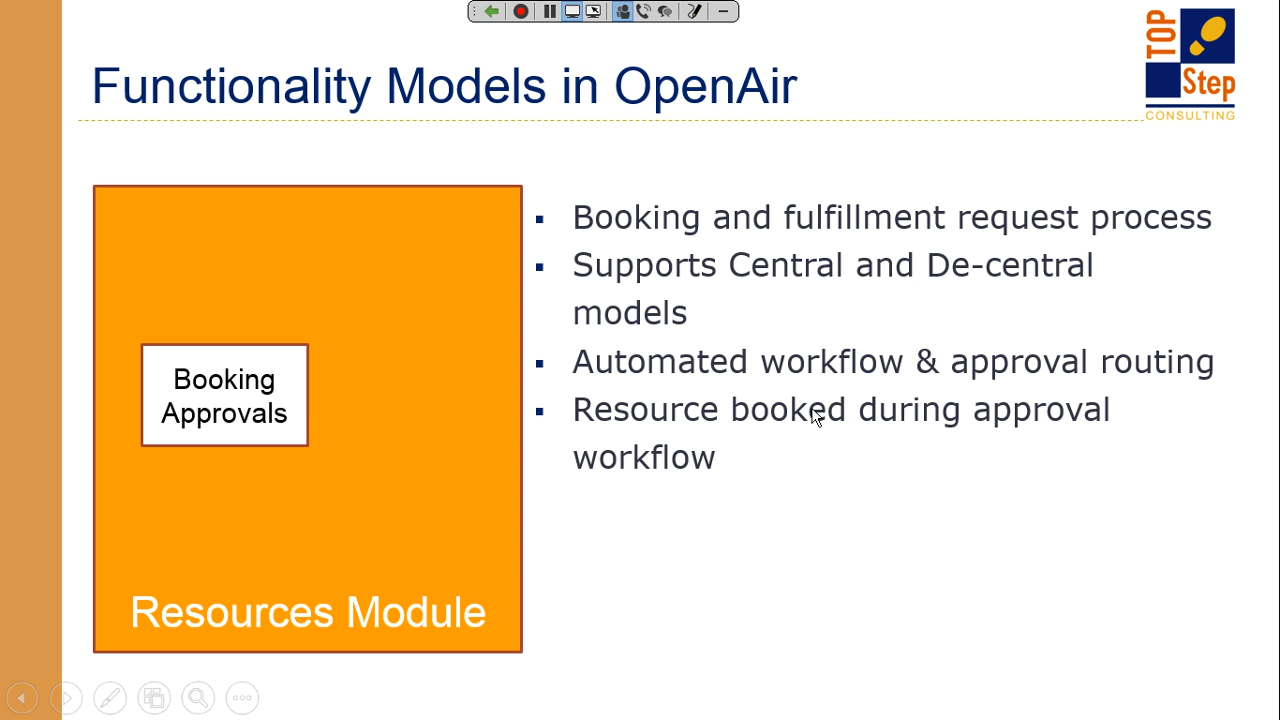 TOP
Step
CONSULTING
Functionality Models in OpenAir
Booking
Approvals
Resources Module
▪ Booking and fulfillment request process
▪ Supports Central and De-central
models
▪ Automated workflow & approval routing
▪ Resource booked during approval
workflow